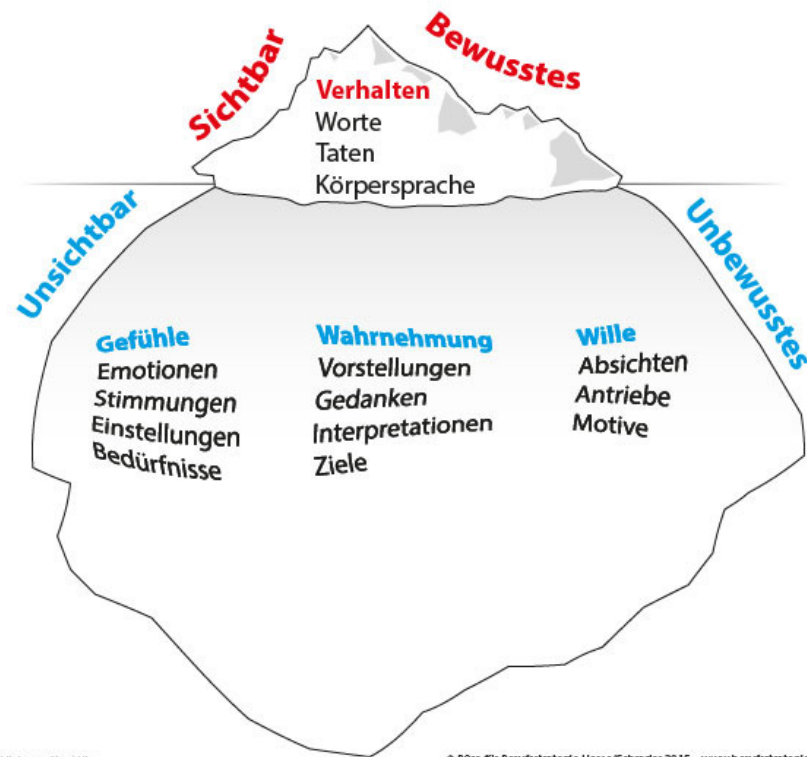 Sichtbar
Bewusstes
Verhalten
Worte
Taten
Körpersprache
Unsichtbar
Unbewusstes
Gefühle
Emotionen
Stimmungen
Einstellungen
Bedürfnisse
Wahrnehmung
Vorstellungen
Gedanken
Interpretationen
Ziele
Wille
Absichten
Antriebe
Motive